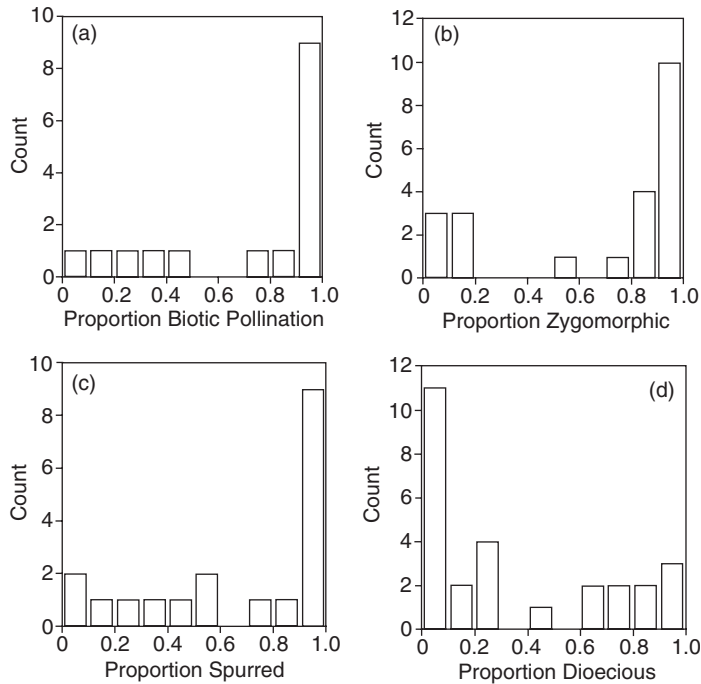 (a)
10
8
6
4
2
0
Count
0 0.2 0.4 0.6 0.8 1.0
Proportion Biotic Pollination
(b)
12
10
8
6
4
2
0
Count
0 0.2 0.4 0.6 0.8 1.0
Proportion Zygomorphic
(c)
10
8
6
4
2
0
Count
0 0.2 0.4 0.6 0.8 1.0
Proportion Spurred
(d)
12
10
8
6
4
2
0
Count
0 0.2 0.4 0.6 0.8 1.0
Proportion Dioecious